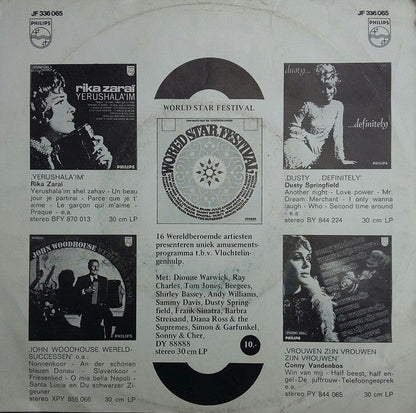 JF 336 065
JF 336 065
PHILIPS
PHILIPS
rika zaraï
YERUSHALA'IM
PHILIPS
'YERUSHALA'IM'
Rika Zaraï
Yerushala'im shel zahav - Un beau
jour je partirai - Parce que je t'
aime - Le garçon qui m'aime -
Praque - e.a.
stereo BFY 870 013 30 cm LP
JOHN WOODHOUSE
'JOHN WOODHOUSE WERELD-
SUCCESSEN' o.a.
Nonnenkoor - An der schönen
blauen Donau - Slavenkoor -
Friesenlied - O mia bella Napoli -
Santa Lucia en Du schwarzer Zi-
geuner
stereo XPY 855 065 30 cm LP
WORLD STAR FESTIVAL
WORLD STAR FESTIVAL
16 Wereldberoemde artiesten
presenteren uniek amusements-
programma t.b.v. Vluchtelin-
genhulp.
Met: Dionne Warwick, Ray
Charles, Tom Jones, Beegees,
Shirley Bassey, Andy Williams,
Sammy Davis, Dusty Spring-
field, Frank Sinatra, Barbra
Streisand, Diana Ross & the
Supremes, Simon & Garfunkel,
Sonny & Cher
DY 88888
stereo 30 cm LP
10,-
dusty...
...definitely
PHILIPS
'DUSTY ... DEFINITELY'
Dusty Springfield
Another night - Love power - Mr.
Dream Merchant - I only wanna
laugh - Who - Second time around
e.a.
stereo BY 844 224 30 cm LP
PHILIPS
'VROUWEN ZIJN VROUWEN
ZIJN VROUWEN'
Conny Vandenbos
Win van mij - Half beest, half en-
gel - De juffrouw - Telefoongesprek
e.a.
stereo PY 844 065 30 cm LP